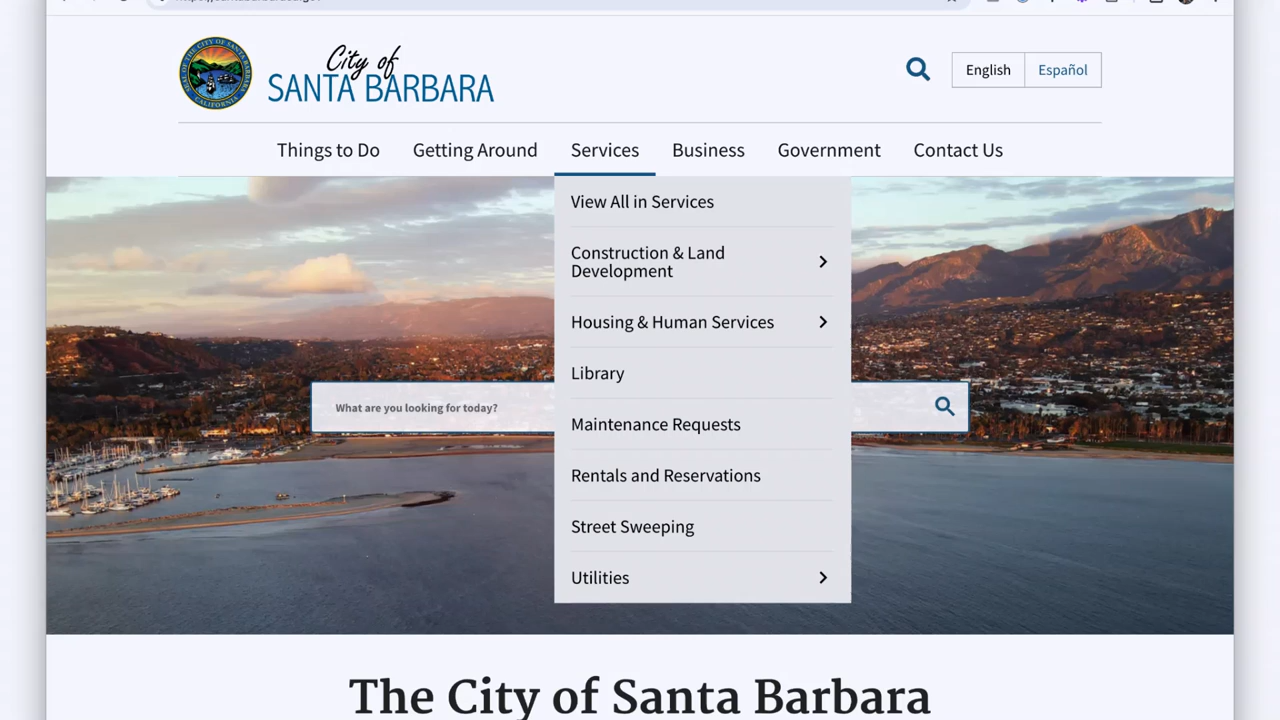 City of
SANTA BARBARA
English Español
Things to Do Getting Around Services Business Government Contact Us
View All in Services
Construction & Land
Development
Housing & Human Services
Library
What are you looking for today?
Maintenance Requests
Rentals and Reservations
Street Sweeping
Utilities
The City of Santa Barbara